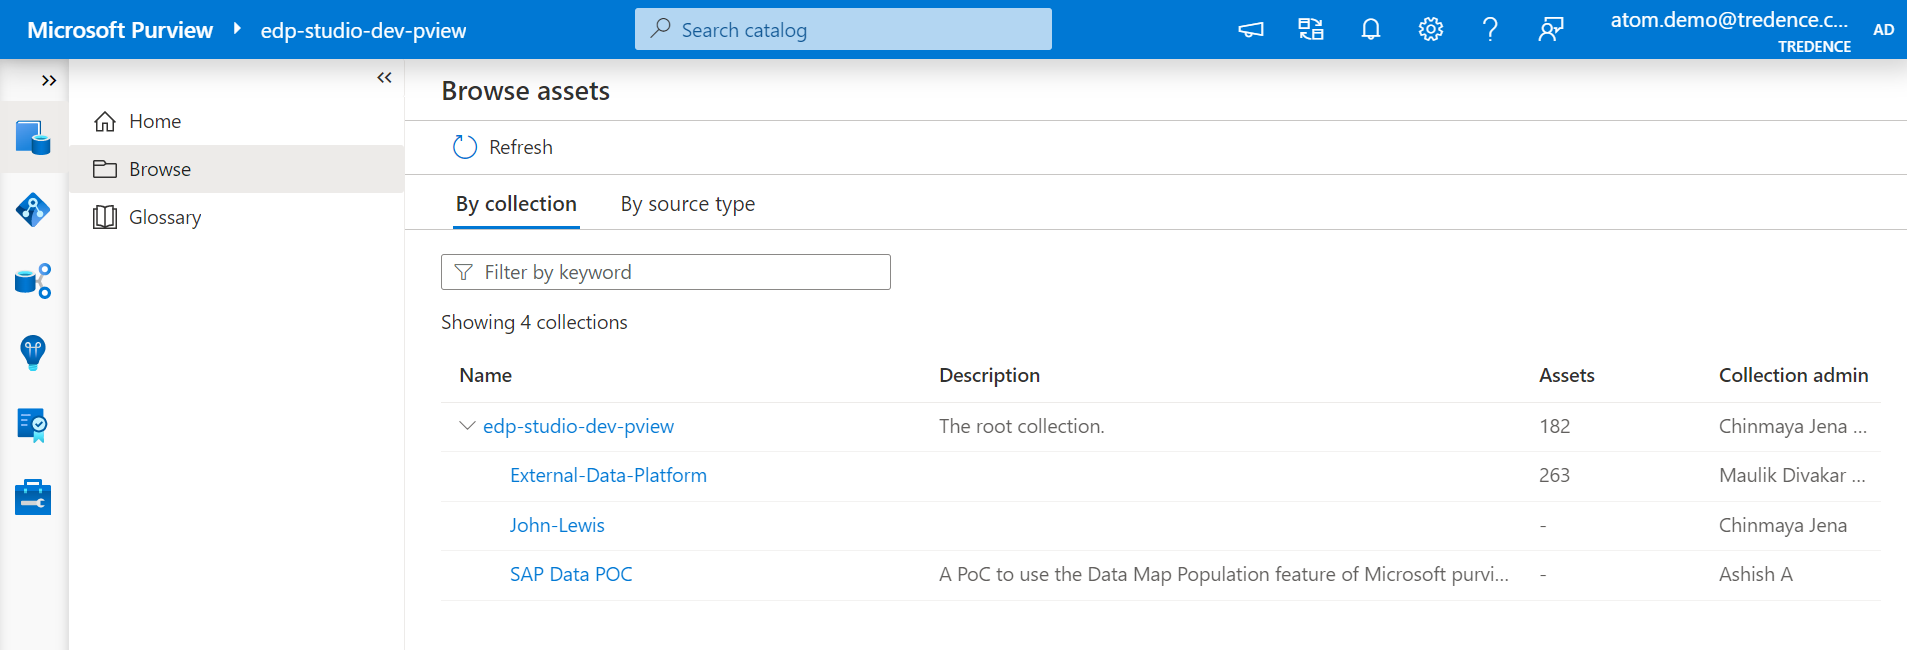 Microsoft Purview edp-studio-dev-pview
Search catalog
atom.demo@tredence.c...
TREDENCE
AD
Home
Browse
Glossary
Browse assets
Refresh
By collection By source type
Filter by keyword
Showing 4 collections
Name Description Assets Collection admin
edp-studio-dev-pview The root collection. 182 Chinmaya Jena ...
External-Data-Platform 263 Maulik Divakar ...
John-Lewis - Chinmaya Jena
SAP Data POC A PoC to use the Data Map Population feature of Microsoft purvi... - Ashish A